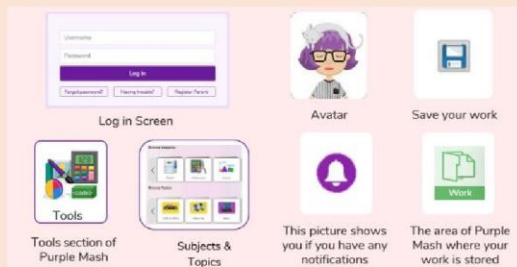 Username
Password
Log in
Forgot password?
Having trouble?
Register Parent
Log in Screen
Avatar
Save your work
Tools
Tools section of
Purple Mash
Subjects &
Topics
This picture shows
you if you have any
notifications
Work
The area of Purple
Mash where your
work is stored